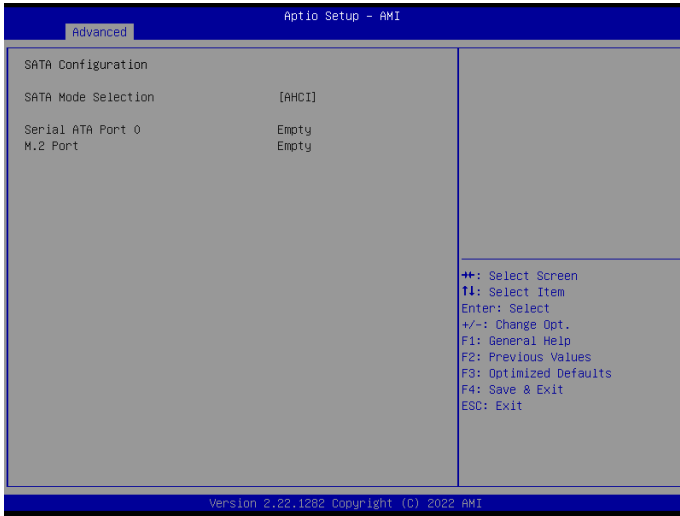 Aptio Setup - AMI
Advanced
SATA Configuration
SATA Mode Selection [AHCI]
Serial ATA Port 0 Empty
M.2 Port Empty
→←: Select Screen
↑↓: Select Item
Enter: Select
+/-: Change Opt.
F1: General Help
F2: Previous Values
F3: Optimized Defaults
F4: Save & Exit
ESC: Exit
Version 2.22.1282 Copyright (C) 2022 AMI